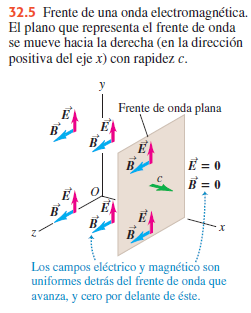 32.5 Frente de una onda electromagnética.
El plano que representa el frente de onda
se mueve hacia la derecha (en la dirección
positiva del eje x) con rapidez c.
y
Frente de onda plana
E
B
E
B
E
B
E = 0
B = 0
c
E
B
O
E
B
E
B
z
x
Los campos eléctrico y magnético son
uniformes detrás del frente de onda que
avanza, y cero por delante de éste.